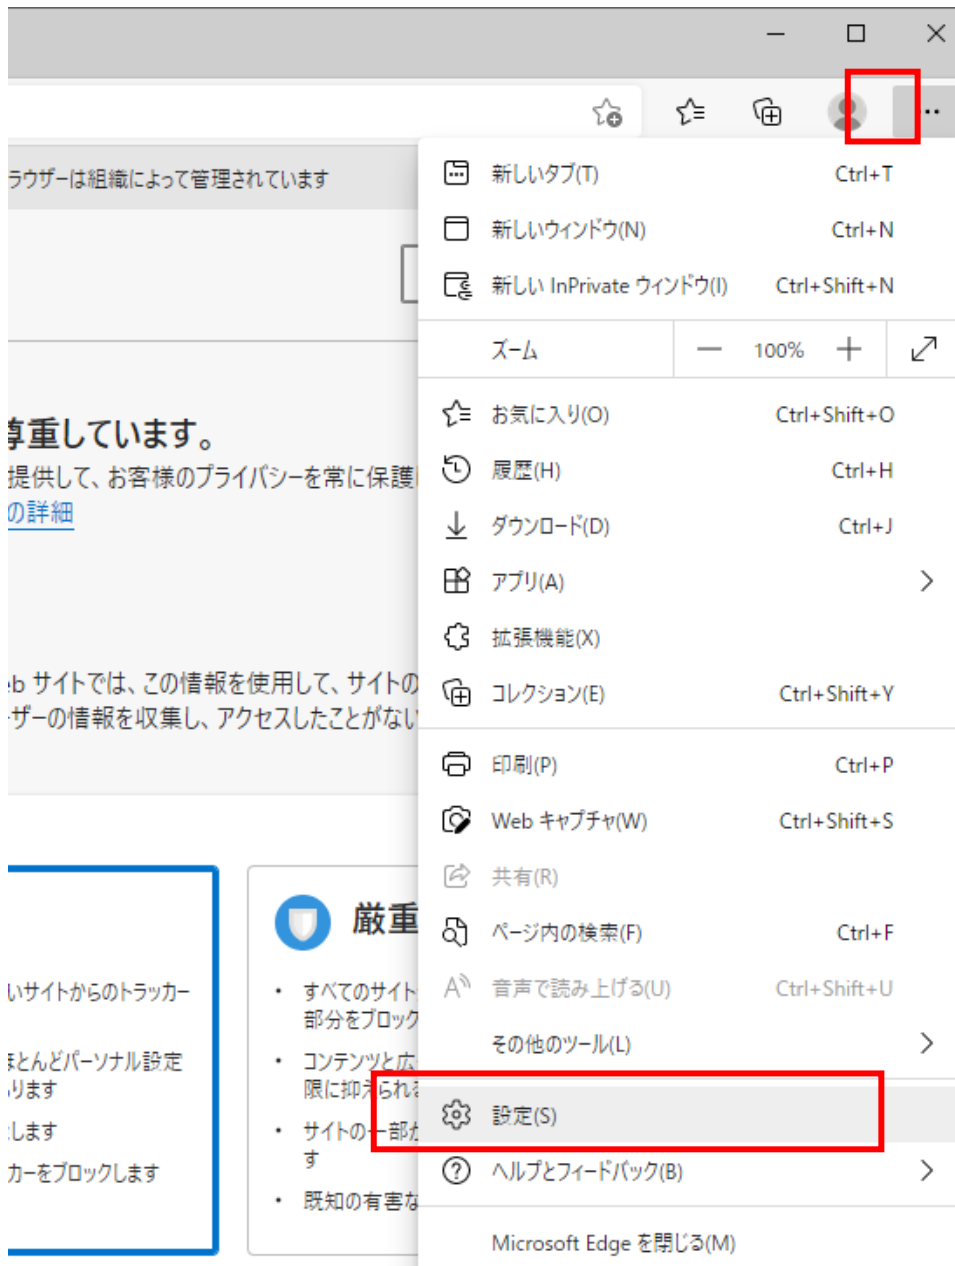 ラウザーは組織によって管理されています
新しいタブ(T) Ctrl+T
新しいウィンドウ(N) Ctrl+N
新しい InPrivate ウィンドウ(I) Ctrl+Shift+N
ズーム 100%
お気に入り(O) Ctrl+Shift+O
履歴(H) Ctrl+H
ダウンロード(D) Ctrl+J
アプリ(A)
拡張機能(X)
コレクション(E) Ctrl+Shift+Y
印刷(P) Ctrl+P
Web キャプチャ(W) Ctrl+Shift+S
共有(R)
ページ内の検索(F) Ctrl+F
音声で読み上げる(U) Ctrl+Shift+U
その他のツール(L)
設定(S)
ヘルプとフィードバック(B)
Microsoft Edge を閉じる(M)
尊重しています。
提供して、お客様のプライバシーを常に保護
の詳細
eb サイトでは、この情報を使用して、サイトの
ーザーの情報を収集し、アクセスしたことがない
いサイトからのトラッカー
ほとんどパーソナル設定
ります
します
カーをブロックします
厳重
• すべてのサイト
部分をブロック
• コンテンツと広
限に抑えられ
• サイトの一部が
す
• 既知の有害な